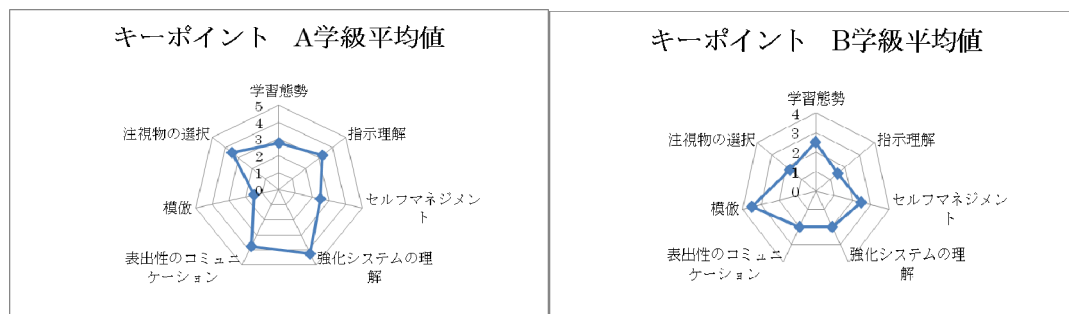 キーポイント　A学級平均値
学習態勢
指示理解
セルフマネジメン
ト
強化システムの理
解
表出性のコミュニ
ケーション
模倣
注視物の選択
5
4
3
2
1
0
キーポイント　B学級平均値
学習態勢
指示理解
セルフマネジメン
ト
強化システムの理
解
表出性のコミュニ
ケーション
模倣
注視物の選択
4
3
2
1
0